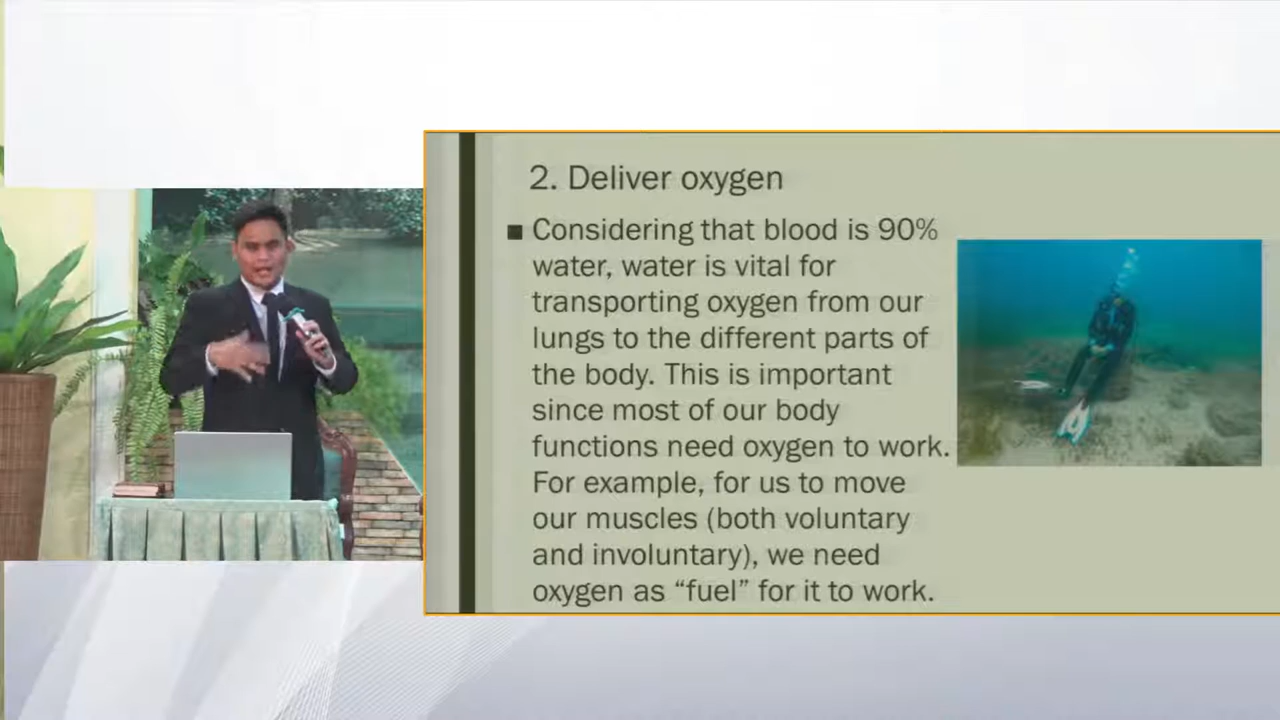 2. Deliver oxygen
■ Considering that blood is 90%
water, water is vital for
transporting oxygen from our
lungs to the different parts of
the body. This is important
since most of our body
functions need oxygen to work.
For example, for us to move
our muscles (both voluntary
and involuntary), we need
oxygen as “fuel” for it to work.